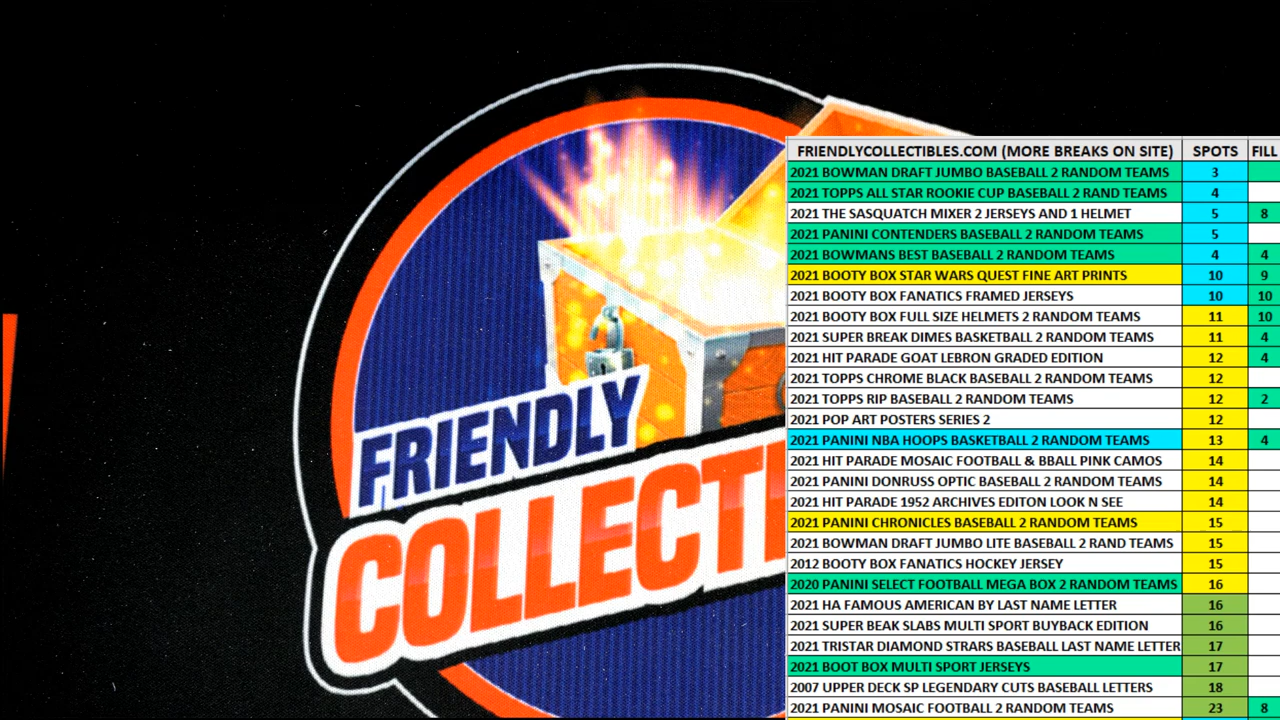 FRIENDLY
COLLECTI
FRIENDLYCOLLECTIBLES.COM (MORE BREAKS ON SITE) SPOTS FILL
2021 BOWMAN DRAFT JUMBO BASEBALL 2 RANDOM TEAMS 3
2021 TOPPS ALL STAR ROOKIE CUP BASEBALL 2 RAND TEAMS 4
2021 THE SASQUATCH MIXER 2 JERSEYS AND 1 HELMET 5 8
2021 PANINI CONTENDERS BASEBALL 2 RANDOM TEAMS 5
2021 BOWMANS BEST BASEBALL 2 RANDOM TEAMS 4 4
2021 BOOTY BOX STAR WARS QUEST FINE ART PRINTS 10 9
2021 BOOTY BOX FANATICS FRAMED JERSEYS 10 10
2021 BOOTY BOX FULL SIZE HELMETS 2 RANDOM TEAMS 11 10
2021 SUPER BREAK DIMES BASKETBALL 2 RANDOM TEAMS 11 4
2021 HIT PARADE GOAT LEBRON GRADED EDITION 12 4
2021 TOPPS CHROME BLACK BASEBALL 2 RANDOM TEAMS 12
2021 TOPPS RIP BASEBALL 2 RANDOM TEAMS 12 2
2021 POP ART POSTERS SERIES 2 12
2021 PANINI NBA HOOPS BASKETBALL 2 RANDOM TEAMS 13 4
2021 HIT PARADE MOSAIC FOOTBALL & BBALL PINK CAMOS 14
2021 PANINI DONRUSS OPTIC BASEBALL 2 RANDOM TEAMS 14
2021 HIT PARADE 1952 ARCHIVES EDITON LOOK N SEE 14
2021 PANINI CHRONICLES BASEBALL 2 RANDOM TEAMS 15
2021 BOWMAN DRAFT JUMBO LITE BASEBALL 2 RAND TEAMS 15
2012 BOOTY BOX FANATICS HOCKEY JERSEY 15
2020 PANINI SELECT FOOTBALL MEGA BOX 2 RANDOM TEAMS 16
2021 HA FAMOUS AMERICAN BY LAST NAME LETTER 16
2021 SUPER BEAK SLABS MULTI SPORT BUYBACK EDITION 16
2021 TRISTAR DIAMOND STRARS BASEBALL LAST NAME LETTER 17
2021 BOOT BOX MULTI SPORT JERSEYS 17
2007 UPPER DECK SP LEGENDARY CUTS BASEBALL LETTERS 18
2021 PANINI MOSAIC FOOTBALL 2 RANDOM TEAMS 23 8